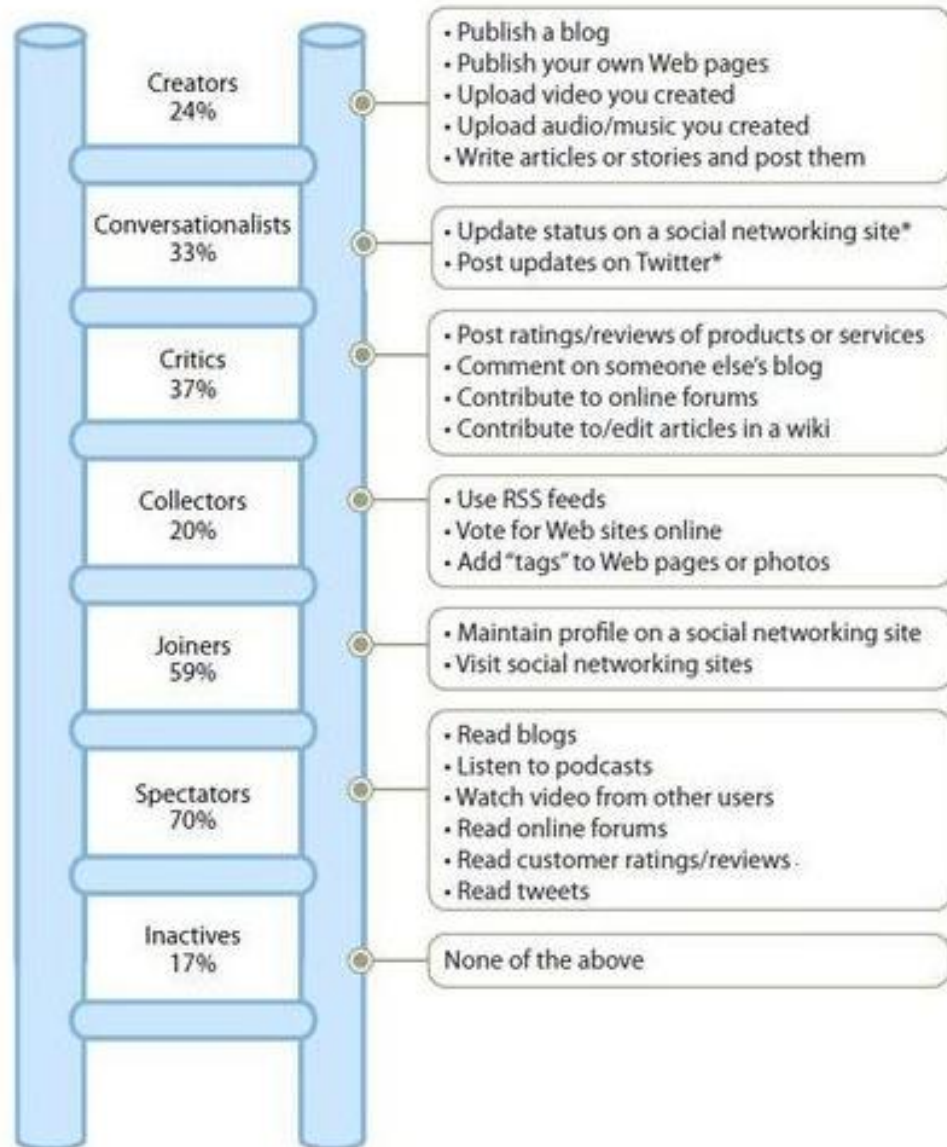 Creators
24%
• Publish a blog
• Publish your own Web pages
• Upload video you created
• Upload audio/music you created
• Write articles or stories and post them
Conversationalists
33%
• Update status on a social networking site*
• Post updates on Twitter*
Critics
37%
• Post ratings/reviews of products or services
• Comment on someone else's blog
• Contribute to online forums
• Contribute to/edit articles in a wiki
Collectors
20%
• Use RSS feeds
• Vote for Web sites online
• Add “tags” to Web pages or photos
Joiners
59%
• Maintain profile on a social networking site
• Visit social networking sites
Spectators
70%
• Read blogs
• Listen to podcasts
• Watch video from other users
• Read online forums
• Read customer ratings/reviews
• Read tweets
Inactives
17%
None of the above